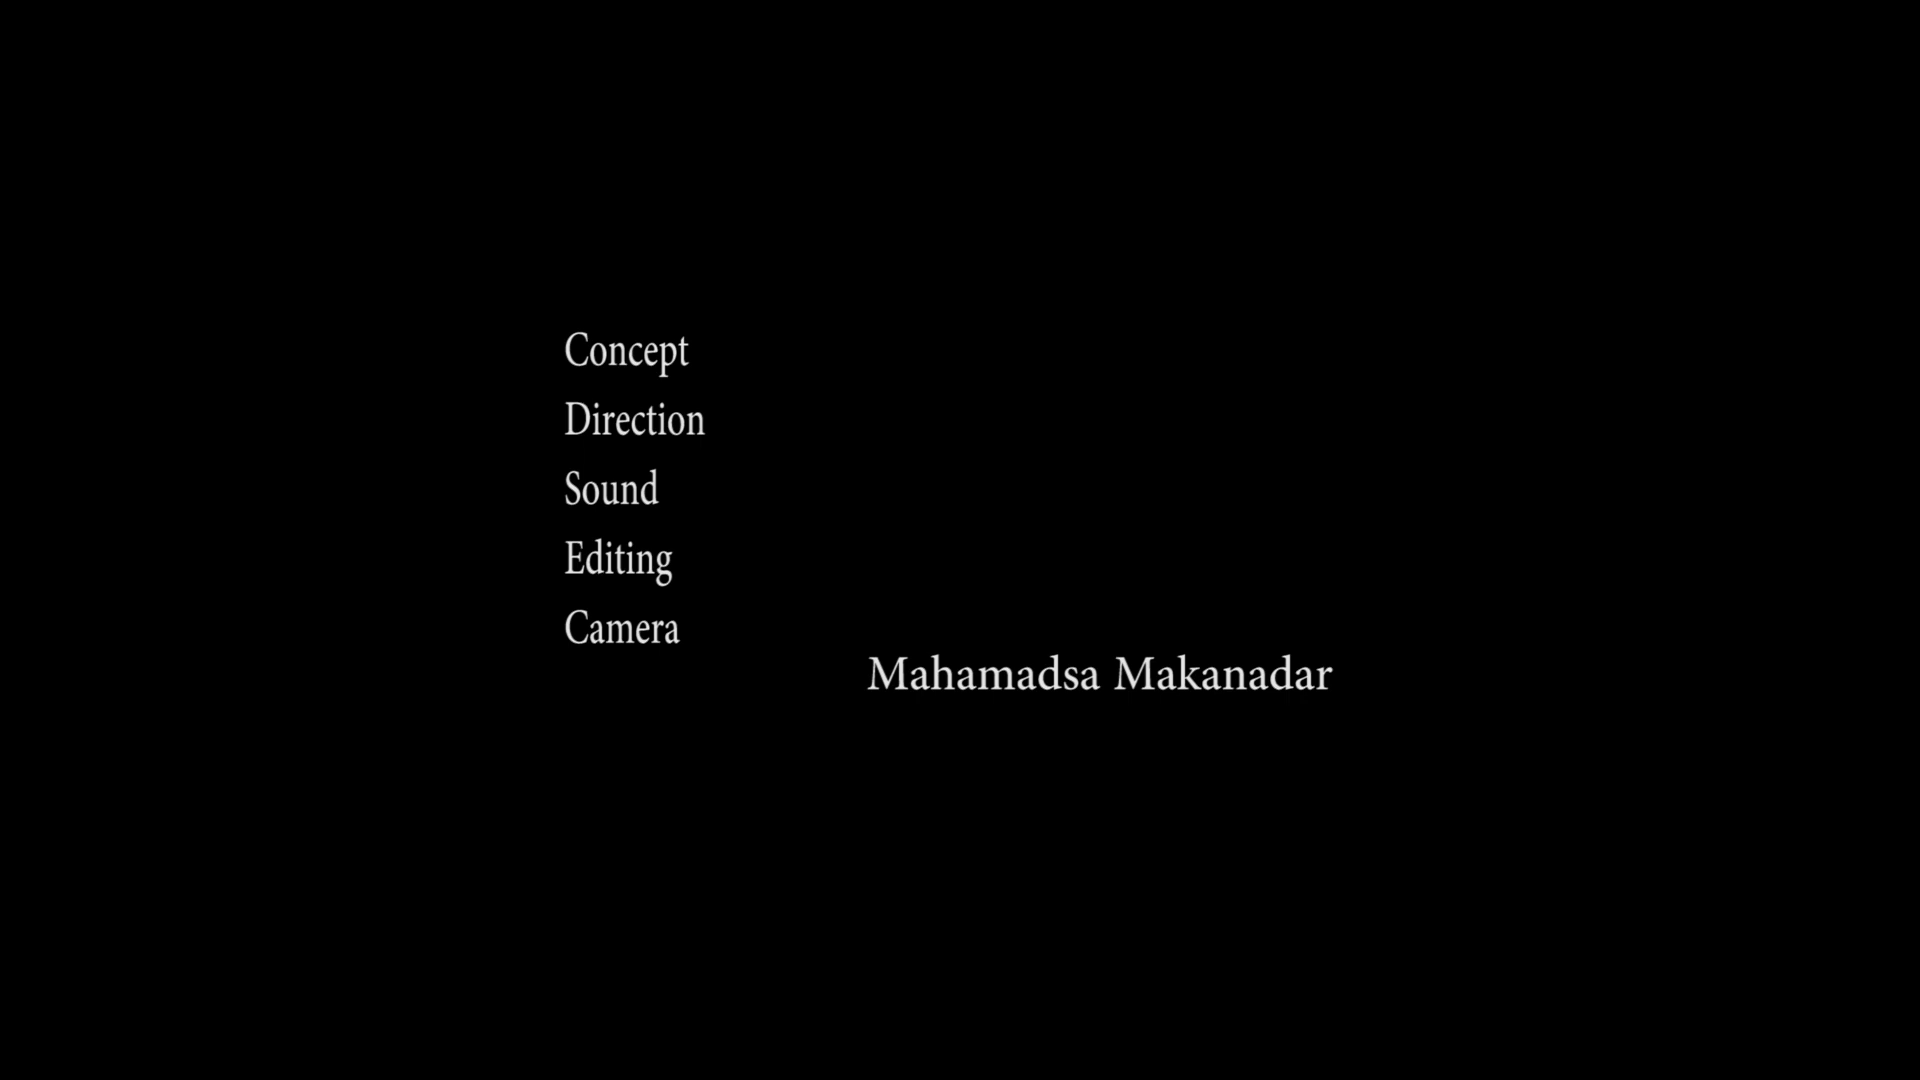 Concept
Direction
Sound
Editing
Camera
Mahamadsa Makanadar